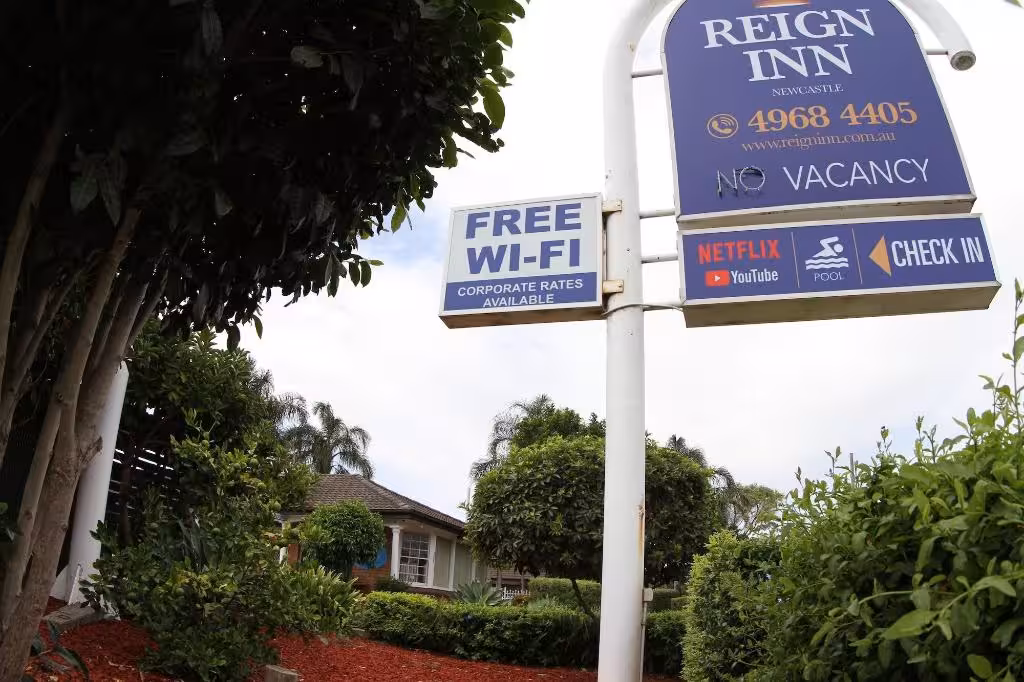 REIGN
INN
NEWCASTLE
4968 4405
www.reigninn.com.au
NO VACANCY
FREE
WI-FI
CORPORATE RATES
AVAILABLE
NETFLIX
YouTube
POOL
CHECK IN